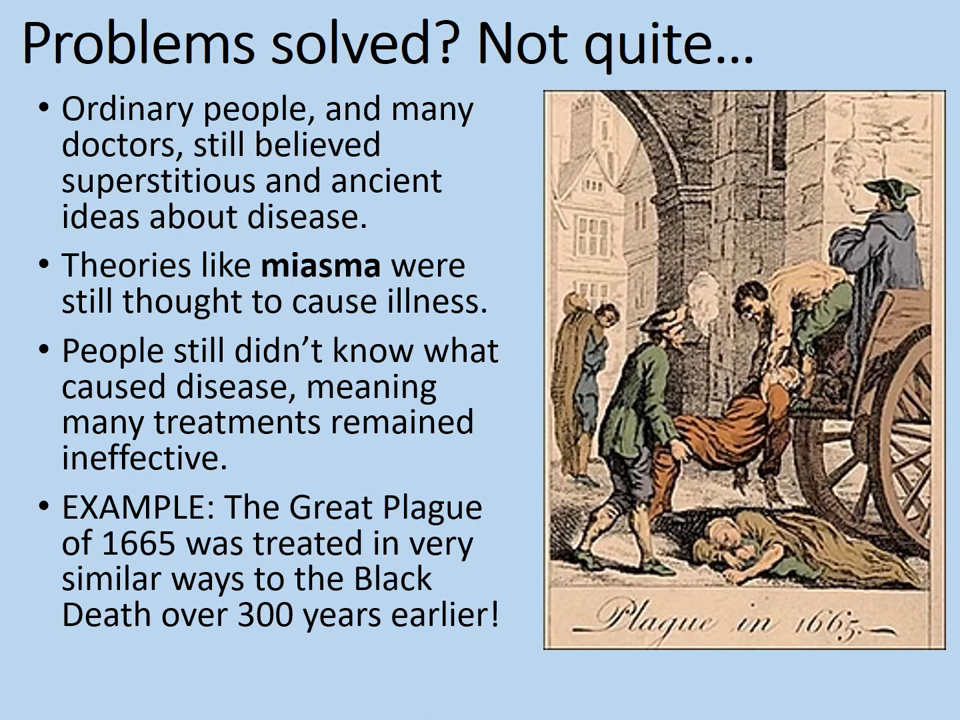 Problems solved? Not quite...
• Ordinary people, and many
doctors, still believed
superstitious and ancient
ideas about disease.
• Theories like miasma were
still thought to cause illness.
• People still didn’t know what
caused disease, meaning
many treatments remained
ineffective.
• EXAMPLE: The Great Plague
of 1665 was treated in very
similar ways to the Black
Death over 300 years earlier!
Plague in 1665.